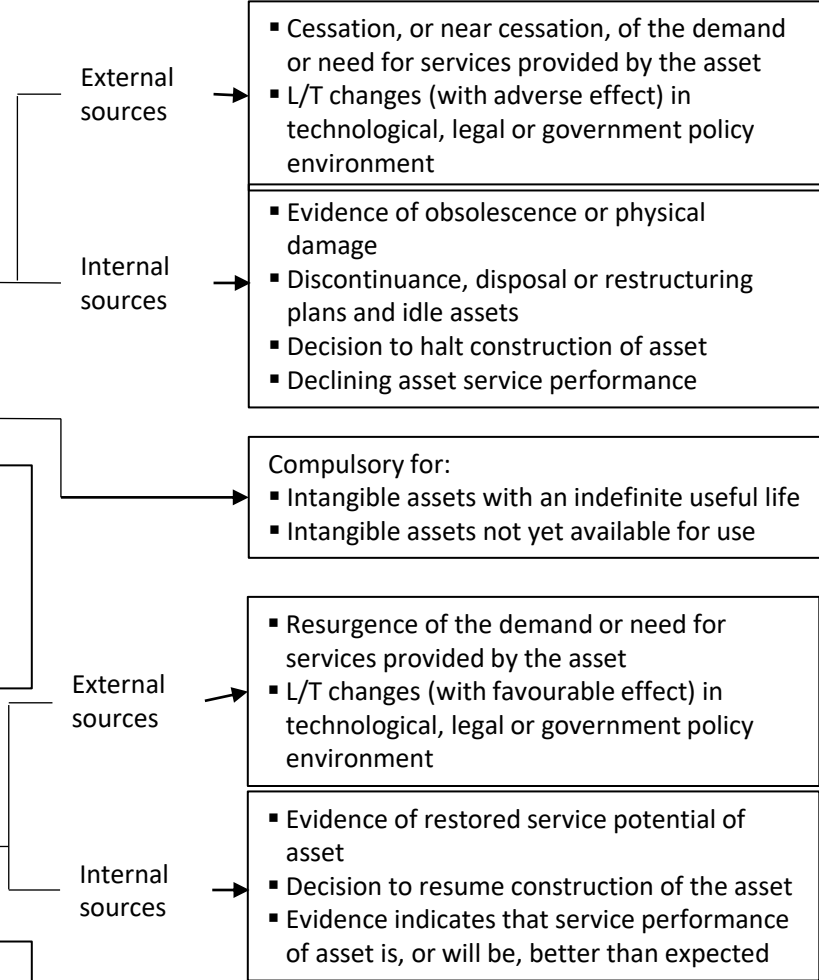 External
sources
▪ Cessation, or near cessation, of the demand
or need for services provided by the asset
▪ L/T changes (with adverse effect) in
technological, legal or government policy
environment
Internal
sources
▪ Evidence of obsolescence or physical
damage
▪ Discontinuance, disposal or restructuring
plans and idle assets
▪ Decision to halt construction of asset
▪ Declining asset service performance
Compulsory for:
▪ Intangible assets with an indefinite useful life
▪ Intangible assets not yet available for use
External
sources
▪ Resurgence of the demand or need for
services provided by the asset
▪ L/T changes (with favourable effect) in
technological, legal or government policy
environment
Internal
sources
▪ Evidence of restored service potential of
asset
▪ Decision to resume construction of the asset
▪ Evidence indicates that service performance
of asset is, or will be, better than expected